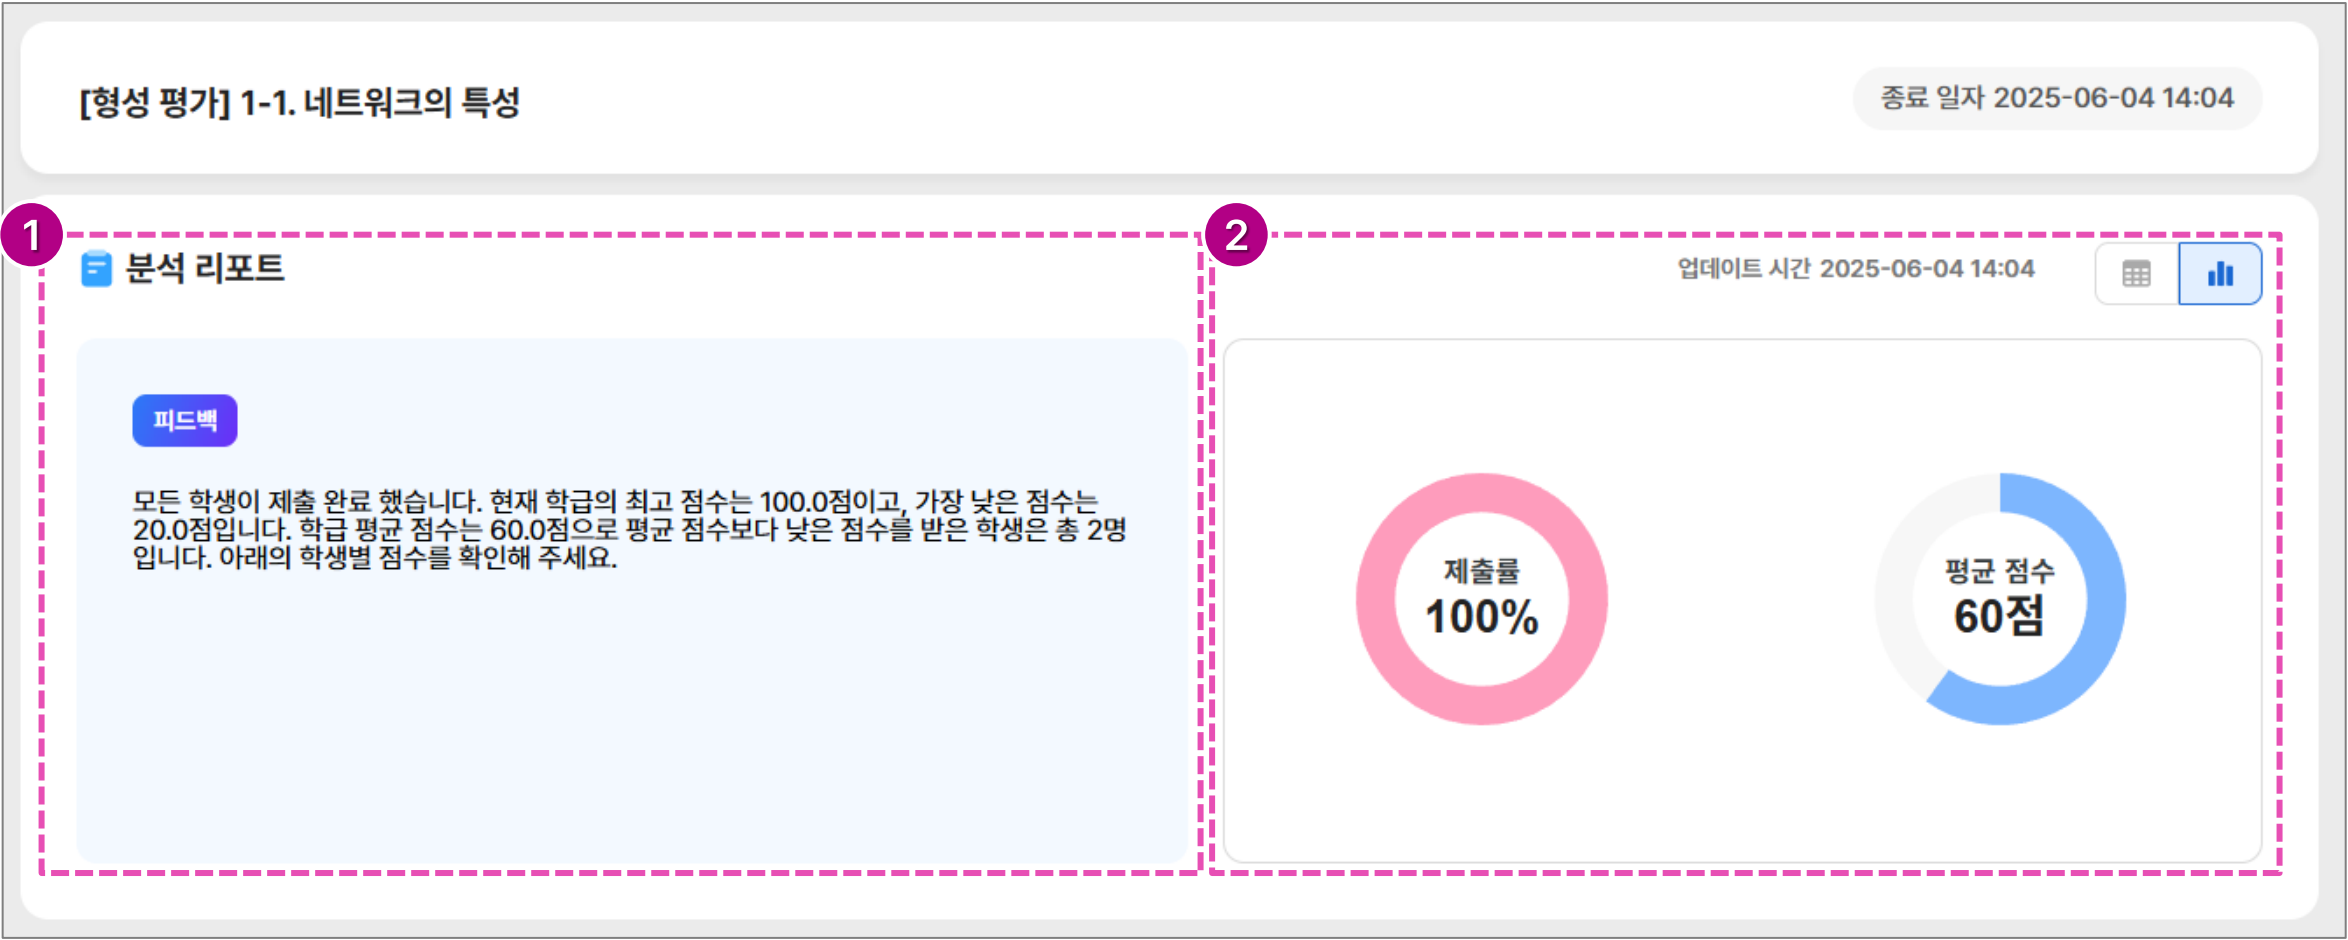 [형성 평가] 1-1. 네트워크의 특성
종료 일자 2025-06-04 14:04
1
분석 리포트
피드백
모든 학생이 제출 완료 했습니다. 현재 학급의 최고 점수는 100.0점이고, 가장 낮은 점수는
20.0점입니다. 학급 평균 점수는 60.0점으로 평균 점수보다 낮은 점수를 받은 학생은 총 2명
입니다. 아래의 학생별 점수를 확인해 주세요.
2
업데이트 시간 2025-06-04 14:04
제출률
100%
평균 점수
60점